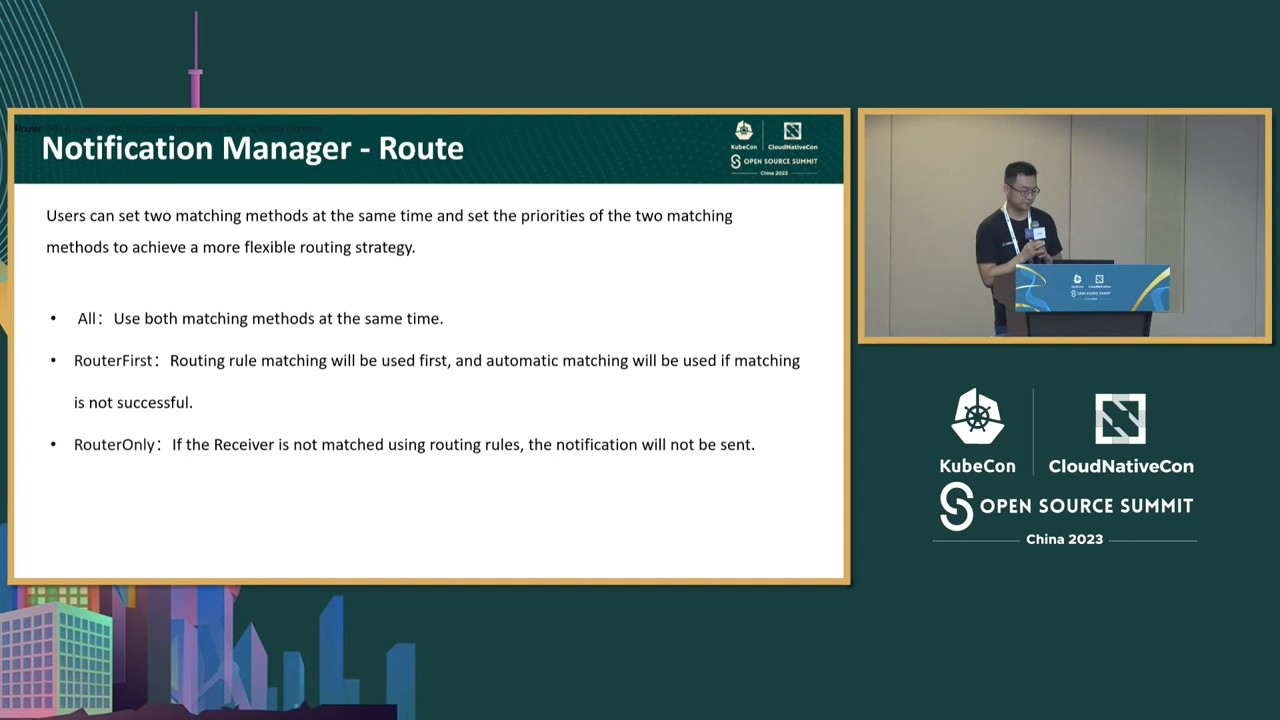 Router
Notification Manager - Route
KubeCon
CloudNativeCon
OPEN SOURCE SUMMIT
China 2023
Users can set two matching methods at the same time and set the priorities of the two matching
methods to achieve a more flexible routing strategy.
• All：Use both matching methods at the same time.
• RouterFirst：Routing rule matching will be used first, and automatic matching will be used if matching
is not successful.
• RouterOnly：If the Receiver is not matched using routing rules, the notification will not be sent.
KubeCon
CloudNativeCon
OPEN SOURCE SUMMIT
China 2023